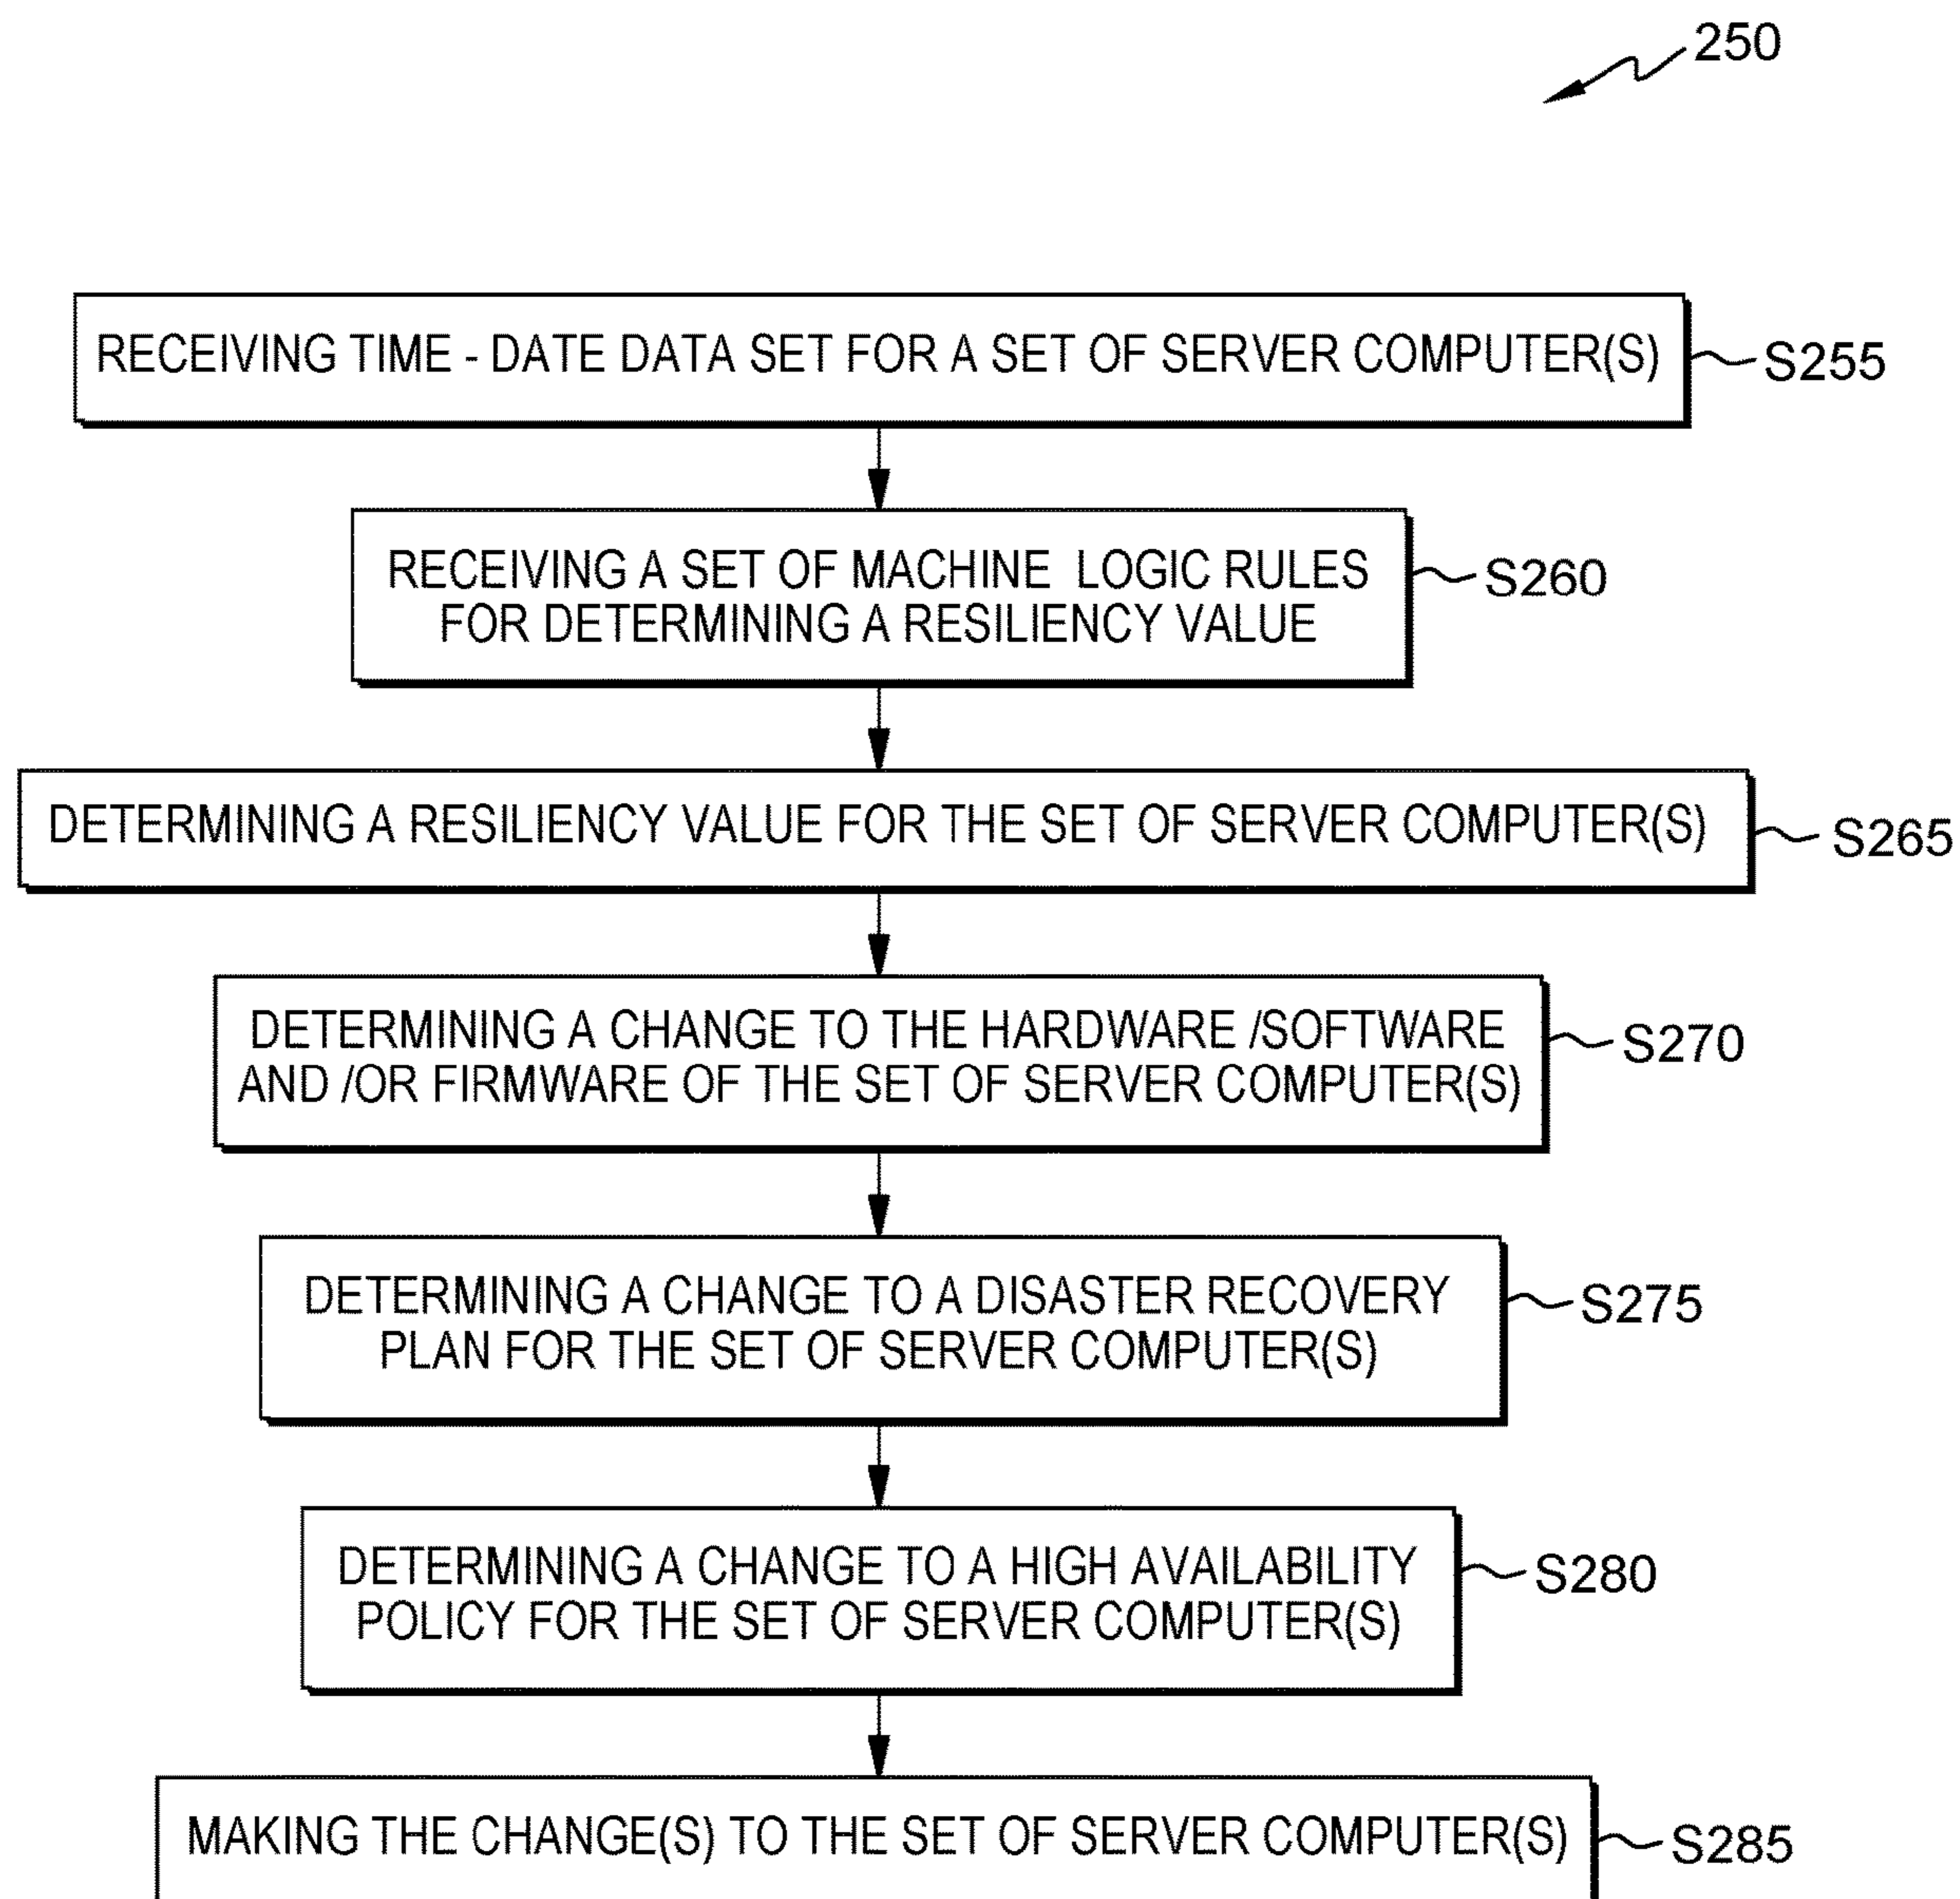 250
RECEIVING TIME - DATE DATA SET FOR A SET OF SERVER COMPUTER(S)
S255
RECEIVING A SET OF MACHINE LOGIC RULES
FOR DETERMINING A RESILIENCY VALUE
S260
DETERMINING A RESILIENCY VALUE FOR THE SET OF SERVER COMPUTER(S)
S265
DETERMINING A CHANGE TO THE HARDWARE /SOFTWARE
AND /OR FIRMWARE OF THE SET OF SERVER COMPUTER(S)
S270
DETERMINING A CHANGE TO A DISASTER RECOVERY
PLAN FOR THE SET OF SERVER COMPUTER(S)
S275
DETERMINING A CHANGE TO A HIGH AVAILABILITY
POLICY FOR THE SET OF SERVER COMPUTER(S)
S280
MAKING THE CHANGE(S) TO THE SET OF SERVER COMPUTER(S)
S285